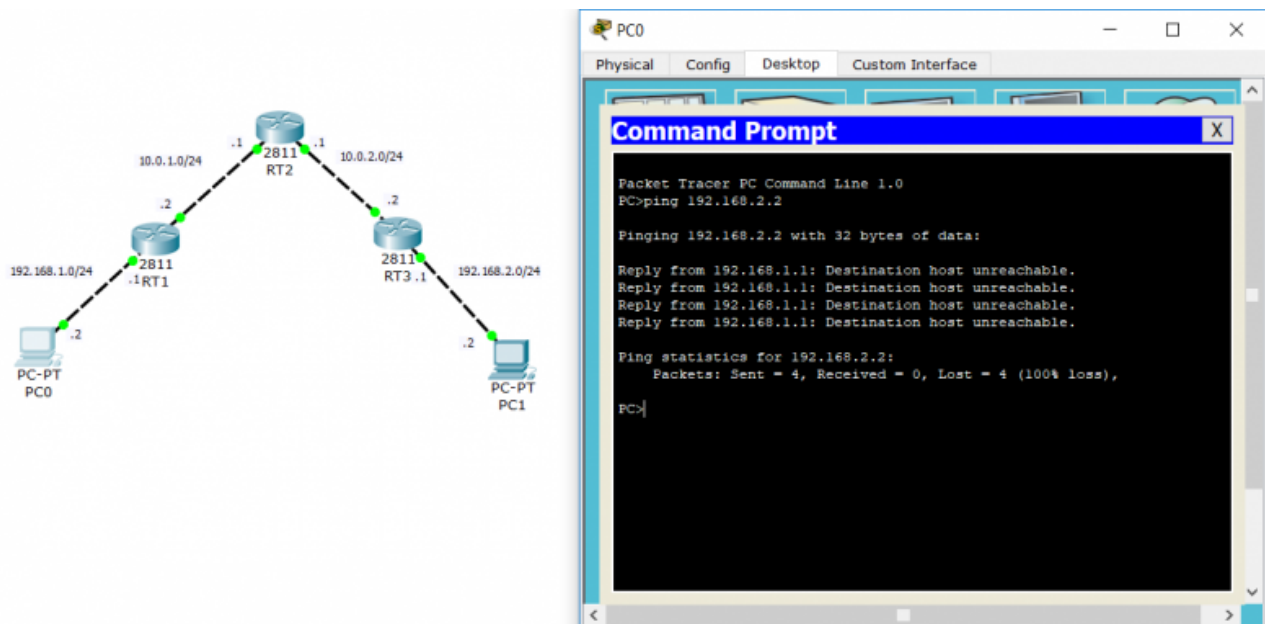 .1
.1
2811
RT2
10.0.1.0/24
10.0.2.0/24
.2
.2
2811
RT1
2811
RT3
192.168.1.0/24
.1
.1
192.168.2.0/24
.2
.2
PC-PT
PC0
PC-PT
PC1
PC0
Physical Config Desktop Custom Interface
Command Prompt X
Packet Tracer PC Command Line 1.0
PC>ping 192.168.2.2
Pinging 192.168.2.2 with 32 bytes of data:
Reply from 192.168.1.1: Destination host unreachable.
Reply from 192.168.1.1: Destination host unreachable.
Reply from 192.168.1.1: Destination host unreachable.
Reply from 192.168.1.1: Destination host unreachable.
Ping statistics for 192.168.2.2:
Packets: Sent = 4, Received = 0, Lost = 4 (100% loss),
PC>